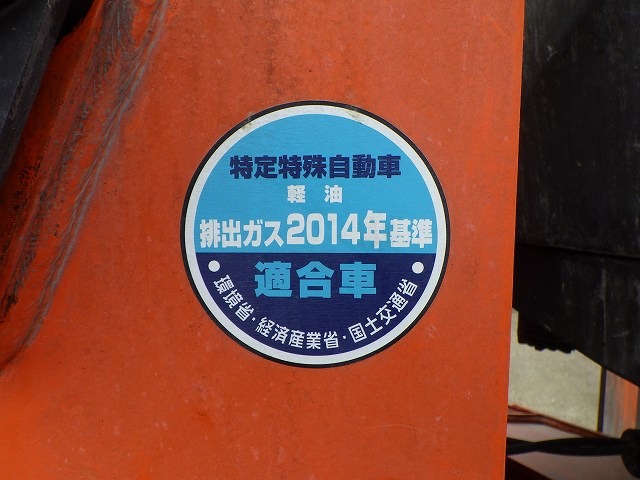 特定特殊自動車
軽油
排出ガス2014年基準
適合車
環境省・経済産業省・国土交通省